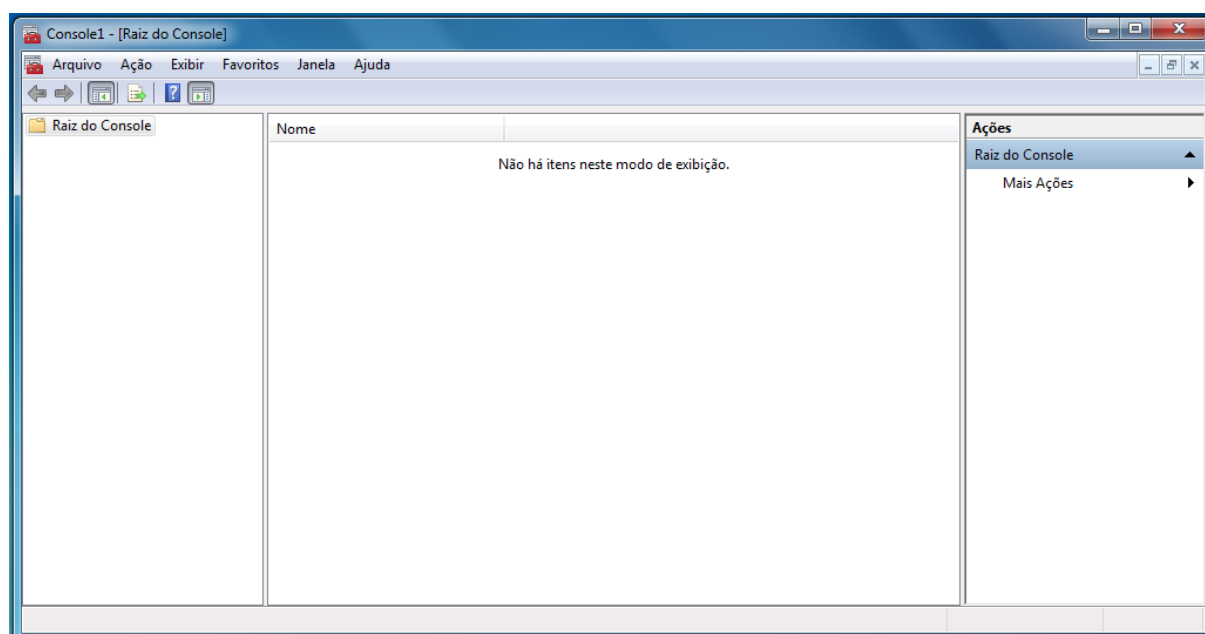 Console1 - [Raiz do Console]
Arquivo Ação Exibir Favoritos Janela Ajuda
Raiz do Console
Nome
Não há itens neste modo de exibição.
Ações
Raiz do Console
Mais Ações